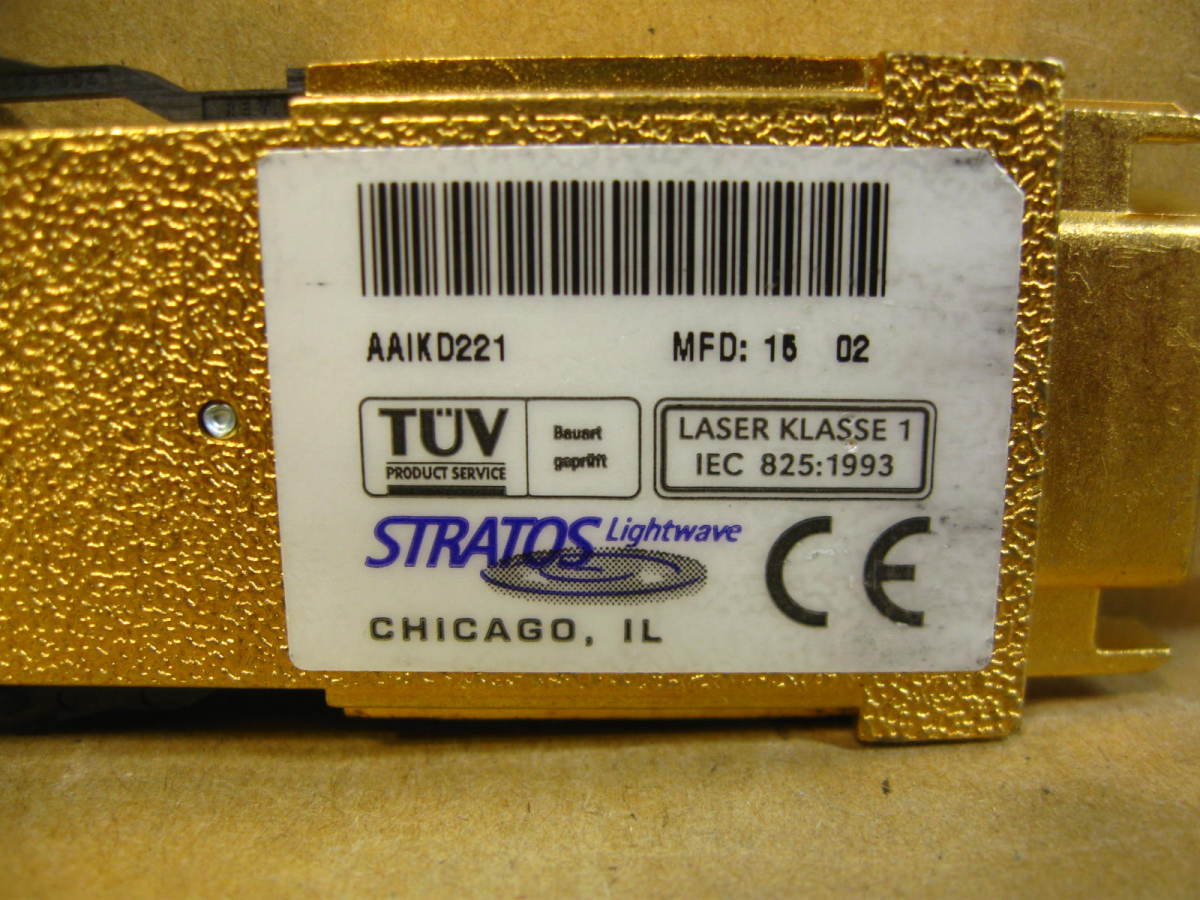 AAIKD221 MFD: 15 02
TÜV
PRODUCT SERVICE
Bauart
geprüft
LASER KLASSE 1
IEC 825:1993
STRATOS Lightwave
CE
CHICAGO, IL